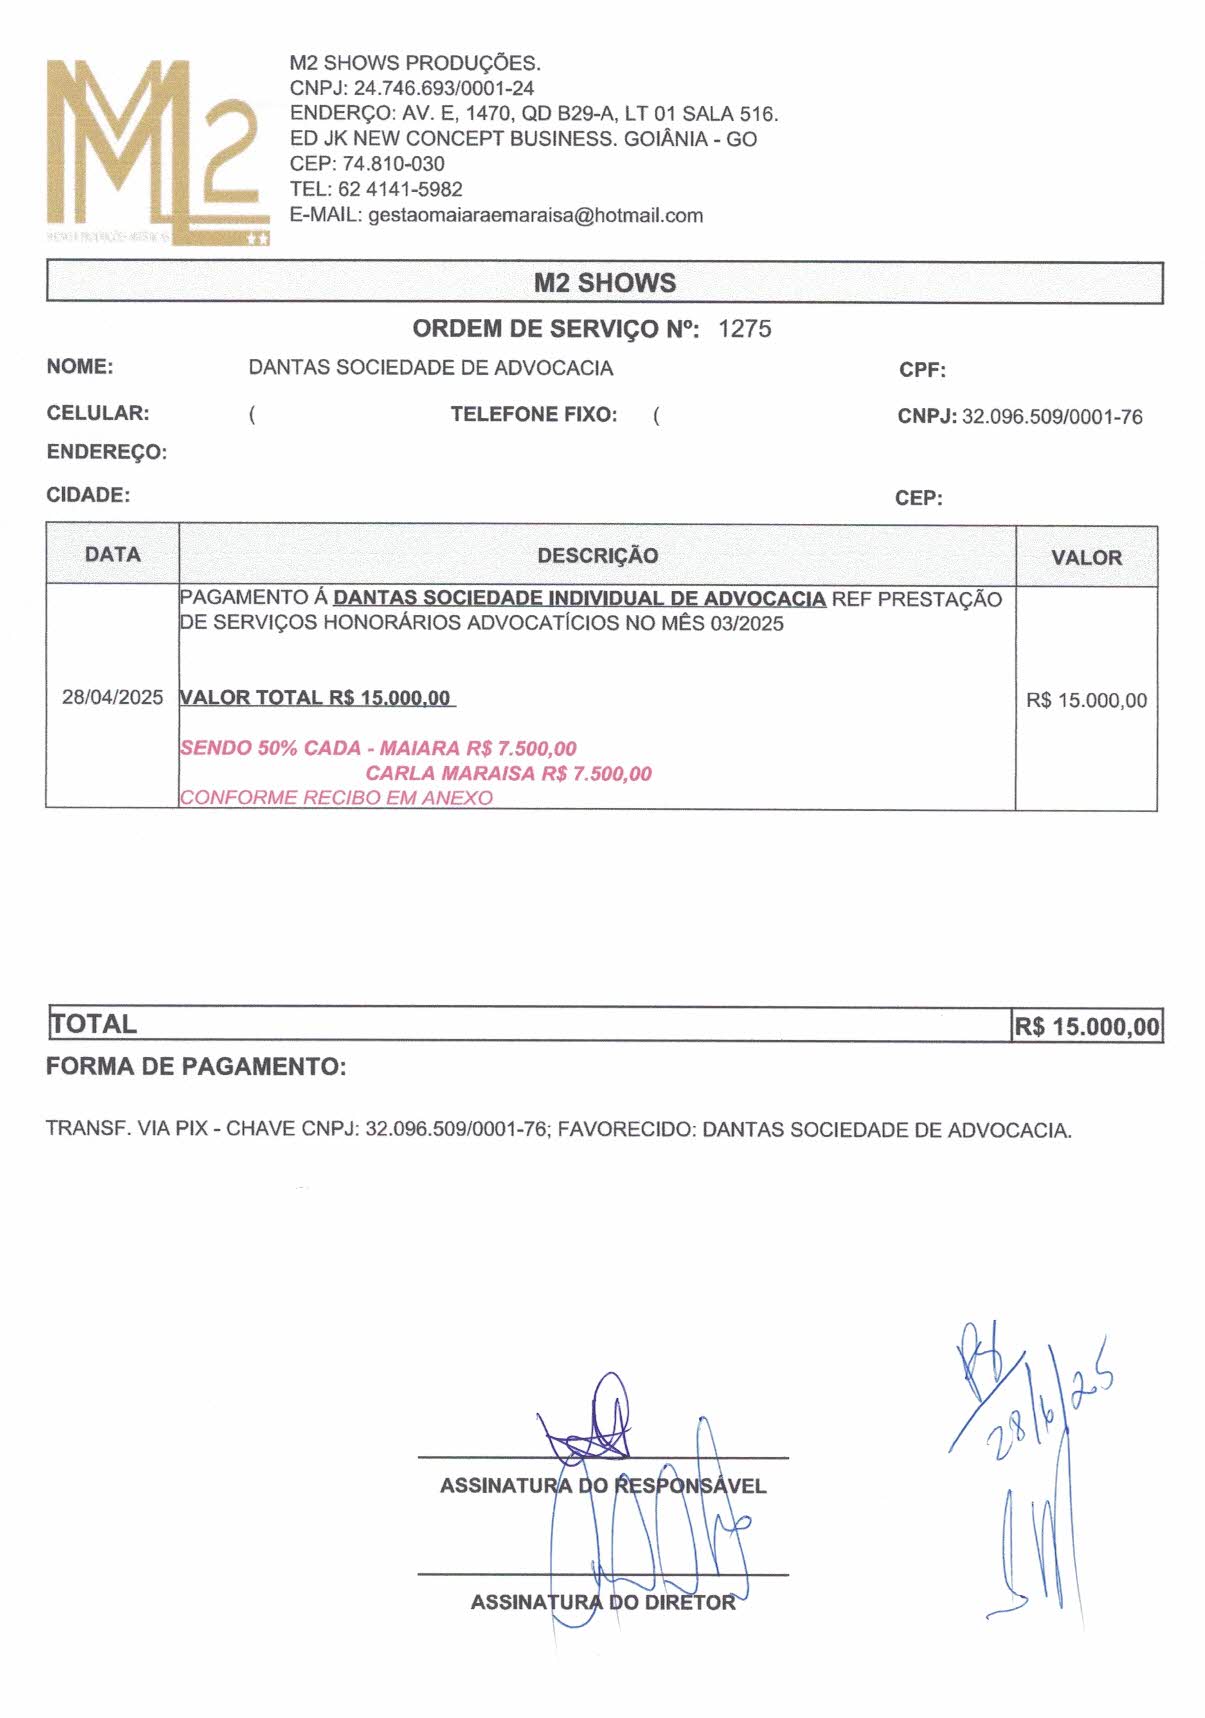 M2
M2 SHOWS PRODUÇÕES.
CNPJ: 24.746.693/0001-24
ENDERÇO: AV. E, 1470, QD B29-A, LT 01 SALA 516.
ED JK NEW CONCEPT BUSINESS. GOIÂNIA - GO
CEP: 74.810-030
TEL: 62 4141-5982
E-MAIL: gestaomaiaraemaraisa@hotmail.com
M2 SHOWS
ORDEM DE SERVIÇO Nº: 1275
NOME: DANTAS SOCIEDADE DE ADVOCACIA CPF:
CELULAR: ( TELEFONE FIXO: ( CNPJ: 32.096.509/0001-76
ENDEREÇO:
CIDADE: CEP:
DATA DESCRIÇÃO VALOR
PAGAMENTO Á DANTAS SOCIEDADE INDIVIDUAL DE ADVOCACIA REF PRESTAÇÃO
DE SERVIÇOS HONORÁRIOS ADVOCATÍCIOS NO MÊS 03/2025
28/04/2025 VALOR TOTAL R$ 15.000,00 R$ 15.000,00
SENDO 50% CADA - MAIARA R$ 7.500,00
CARLA MARAISA R$ 7.500,00
CONFORME RECIBO EM ANEXO
TOTAL R$ 15.000,00
FORMA DE PAGAMENTO:
TRANSF. VIA PIX - CHAVE CNPJ: 32.096.509/0001-76; FAVORECIDO: DANTAS SOCIEDADE DE ADVOCACIA.
28/6/25
ASSINATURA DO RESPONSÁVEL
ASSINATURA DO DIRETOR